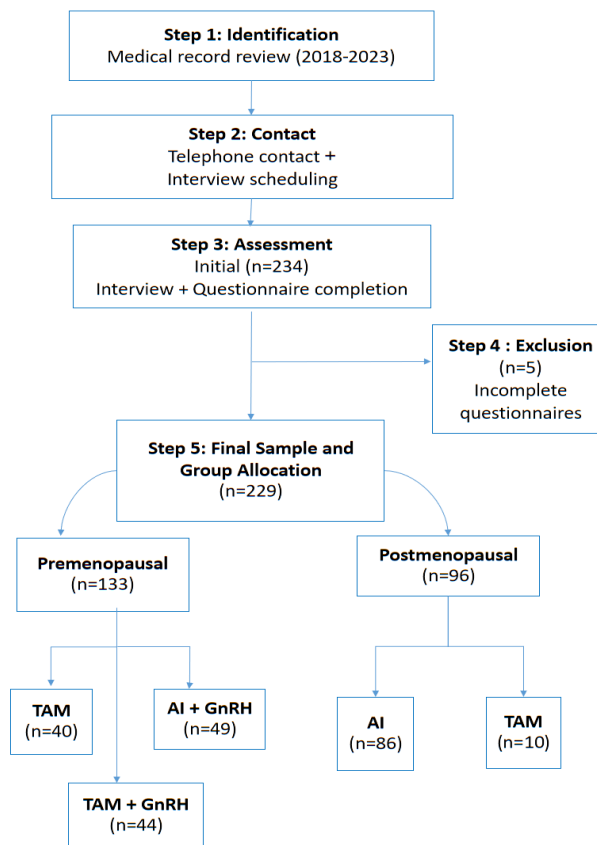 Step 1: Identification
Medical record review (2018-2023)
Step 2: Contact
Telephone contact +
Interview scheduling
Step 3: Assessment
Initial (n=234)
Interview + Questionnaire completion
Step 4 : Exclusion
(n=5)
Incomplete
questionnaires
Step 5: Final Sample and
Group Allocation
(n=229)
Premenopausal
(n=133)
Postmenopausal
(n=96)
TAM
(n=40)
AI + GnRH
(n=49)
TAM + GnRH
(n=44)
AI
(n=86)
TAM
(n=10)